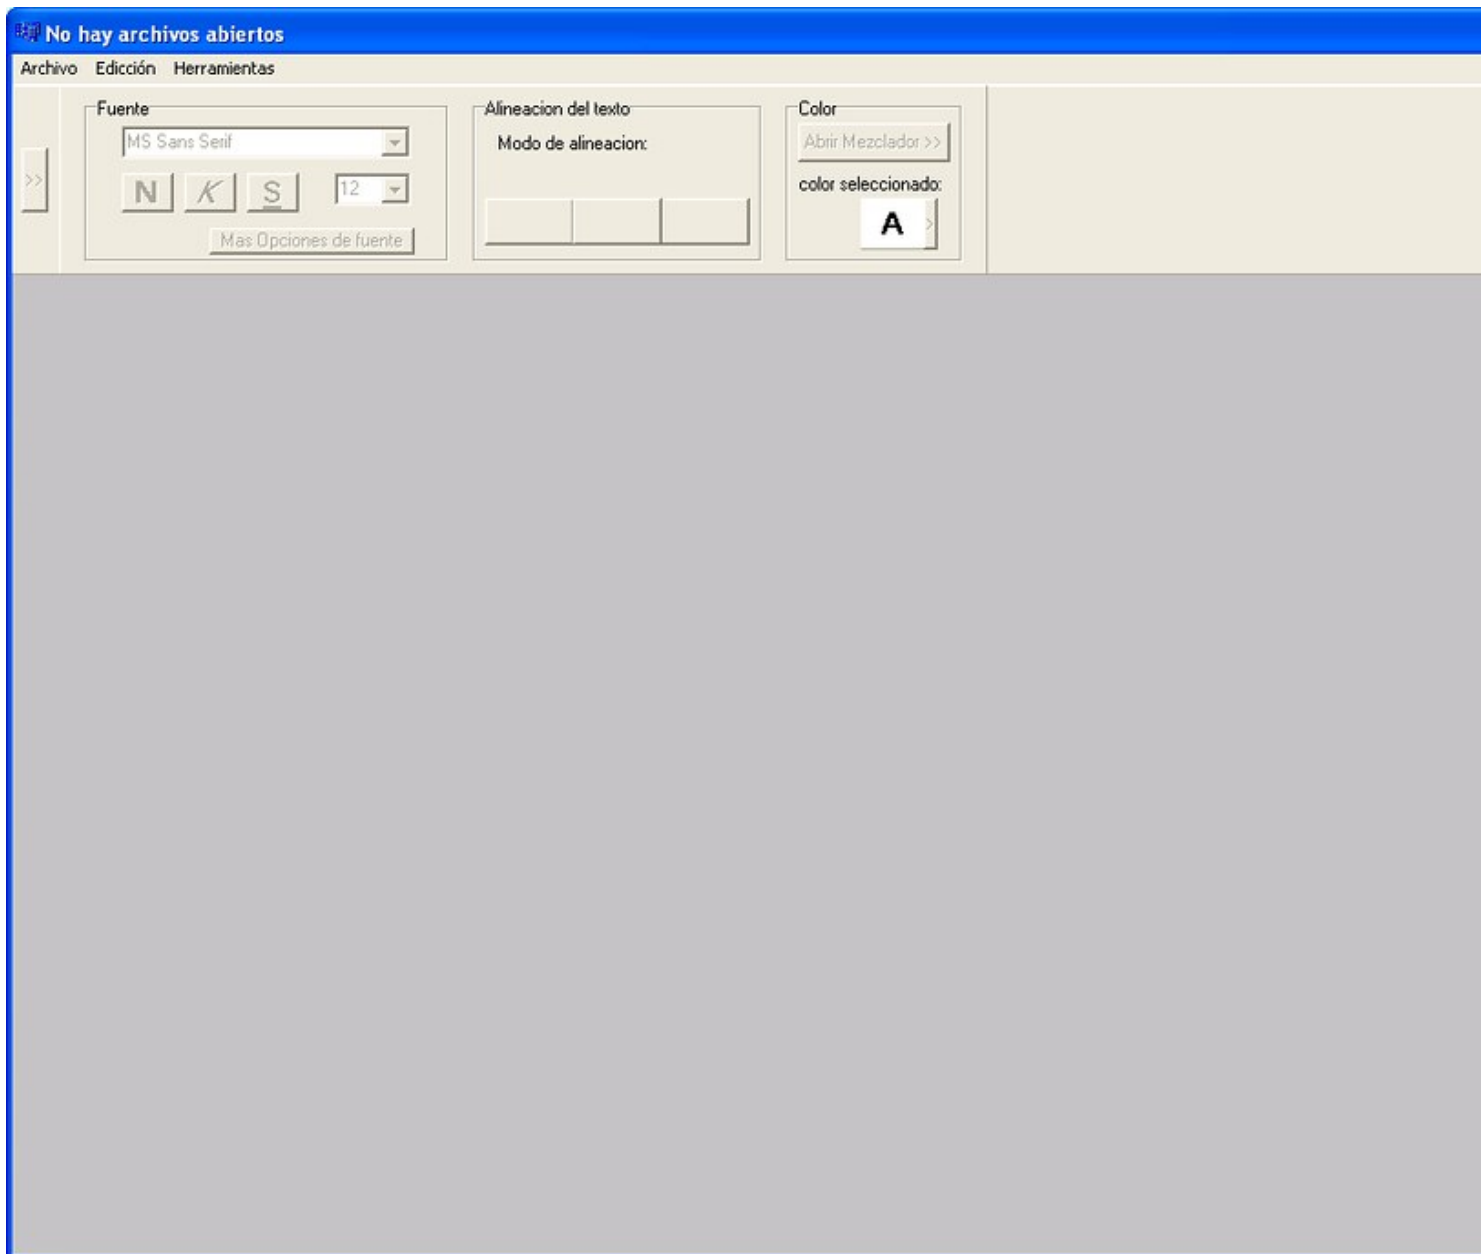 No hay archivos abiertos
Archivo Edicción Herramientas
Fuente
MS Sans Serif
N K S 12
Mas Opciones de fuente
Alineacion del texto
Modo de alineacion:
Color
Abrir Mezclador >>
color seleccionado:
A >
>>